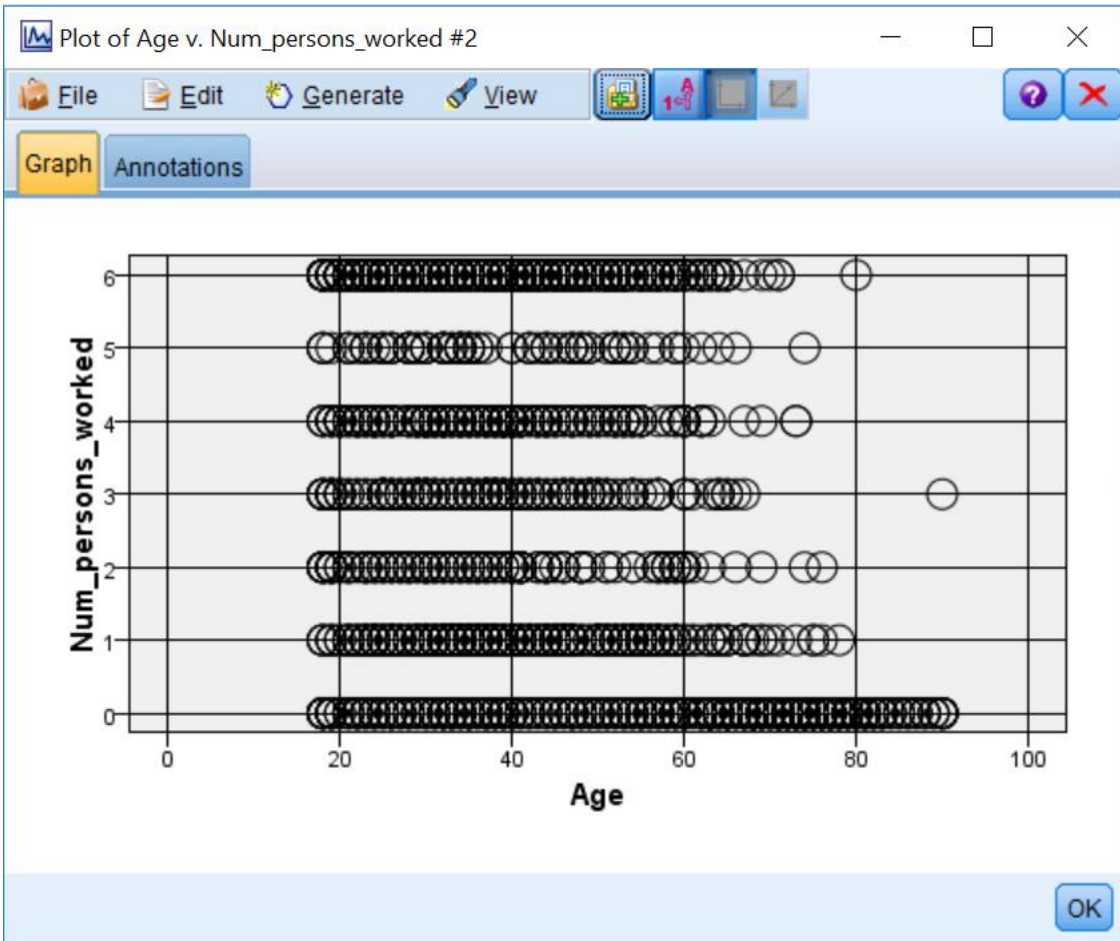 Plot of Age v. Num_persons_worked #2
File Edit Generate View
Graph Annotations
Num_persons_worked
6
5
4
3
2
1
0
0 20 40 60 80 100
Age
OK